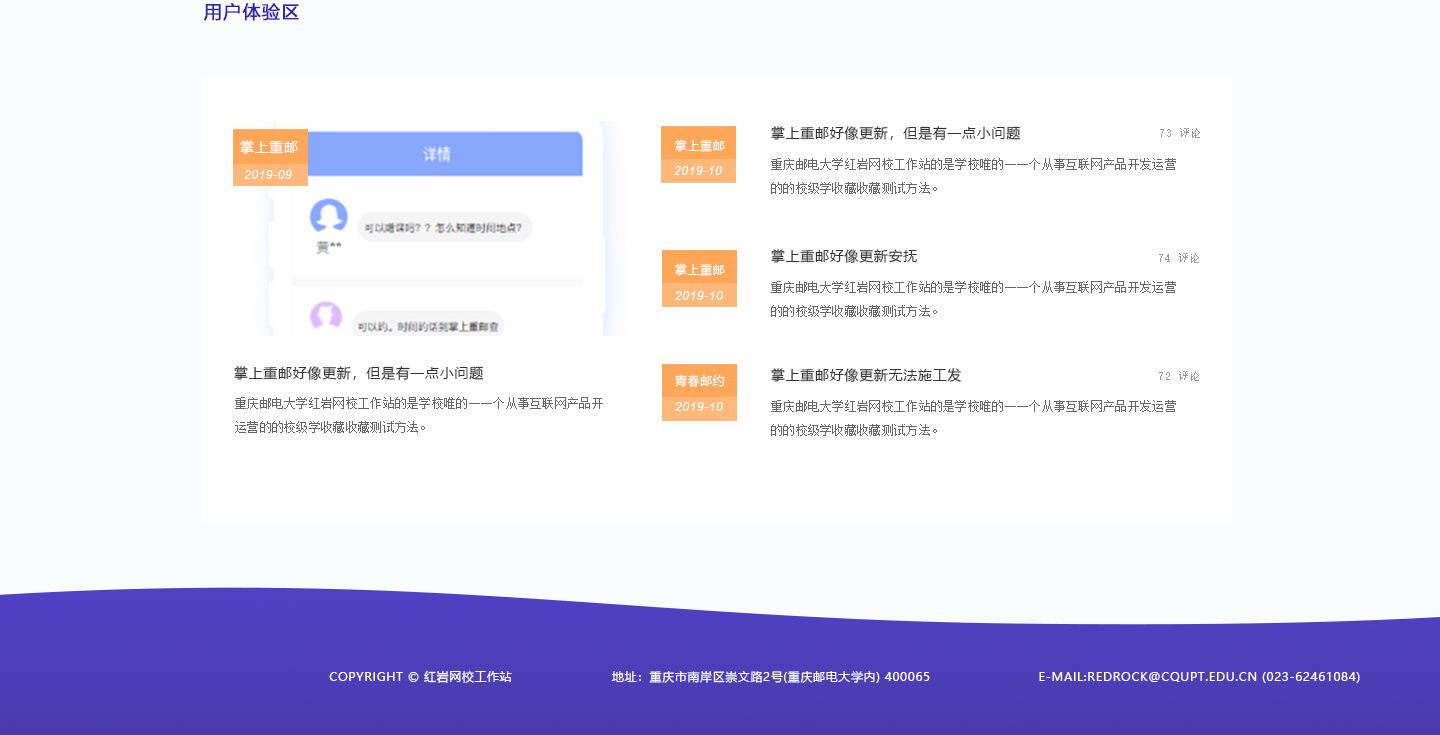 用户体验区
掌上重邮
2019-09
详情
黄**
可以赠课吗？？怎么知道时间地点？
可以的。时间的话到掌上重邮查
掌上重邮好像更新，但是有一点小问题
重庆邮电大学红岩网校工作站的是学校唯的一一个从事互联网产品开
运营的的校级学收藏收藏测试方法。
掌上重邮
2019-10
掌上重邮好像更新，但是有一点小问题
73 评论
重庆邮电大学红岩网校工作站的是学校唯的一一个从事互联网产品开发运营
的的校级学收藏收藏测试方法。
掌上重邮
2019-10
掌上重邮好像更新安抚
74 评论
重庆邮电大学红岩网校工作站的是学校唯的一一个从事互联网产品开发运营
的的校级学收藏收藏测试方法。
青春邮约
2019-10
掌上重邮好像更新无法施工发
72 评论
重庆邮电大学红岩网校工作站的是学校唯的一一个从事互联网产品开发运营
的的校级学收藏收藏测试方法。
COPYRIGHT © 红岩网校工作站
地址：重庆市南岸区崇文路2号(重庆邮电大学内) 400065
E-MAIL:REDROCK@CQUPT.EDU.CN (023-62461084)